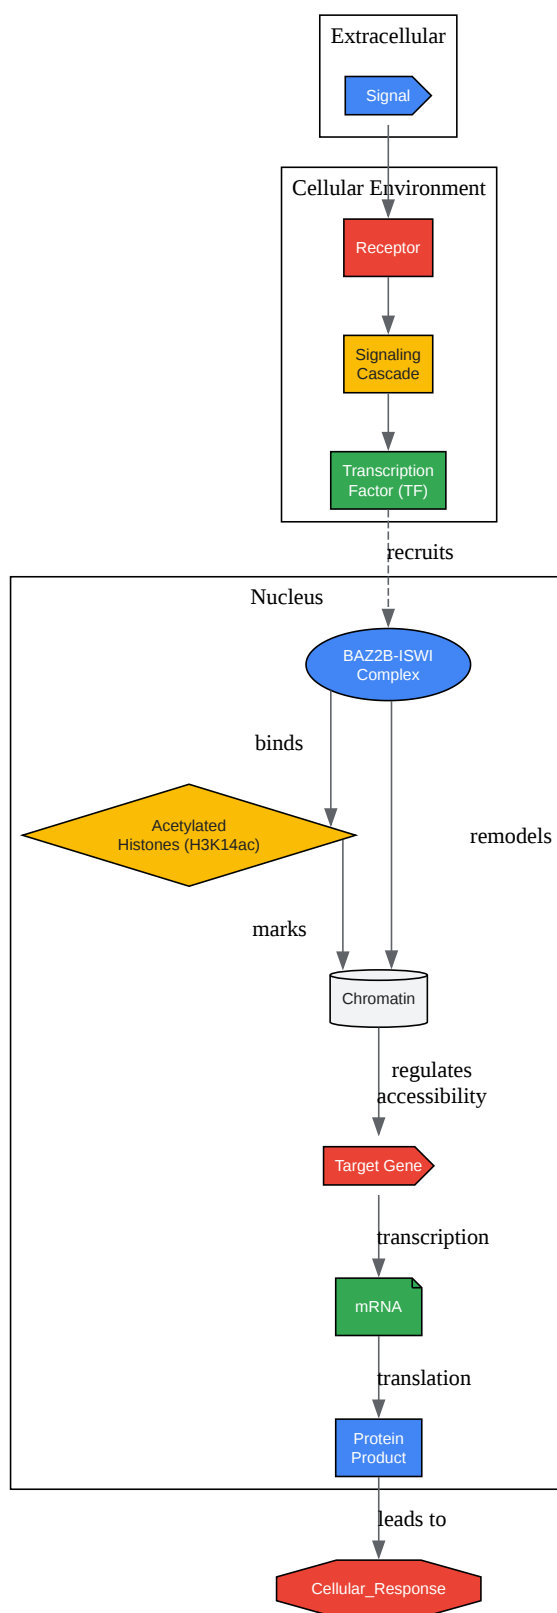 Extracellular
Signal
Cellular Environment
Receptor
Signaling
Cascade
Transcription
Factor (TF)
recruits
Nucleus
BAZ2B-ISWI
Complex
binds
Acetylated
Histones (H3K14ac)
remodels
marks
Chromatin
regulates
accessibility
Target Gene
transcription
mRNA
translation
Protein
Product
leads to
Cellular_Response